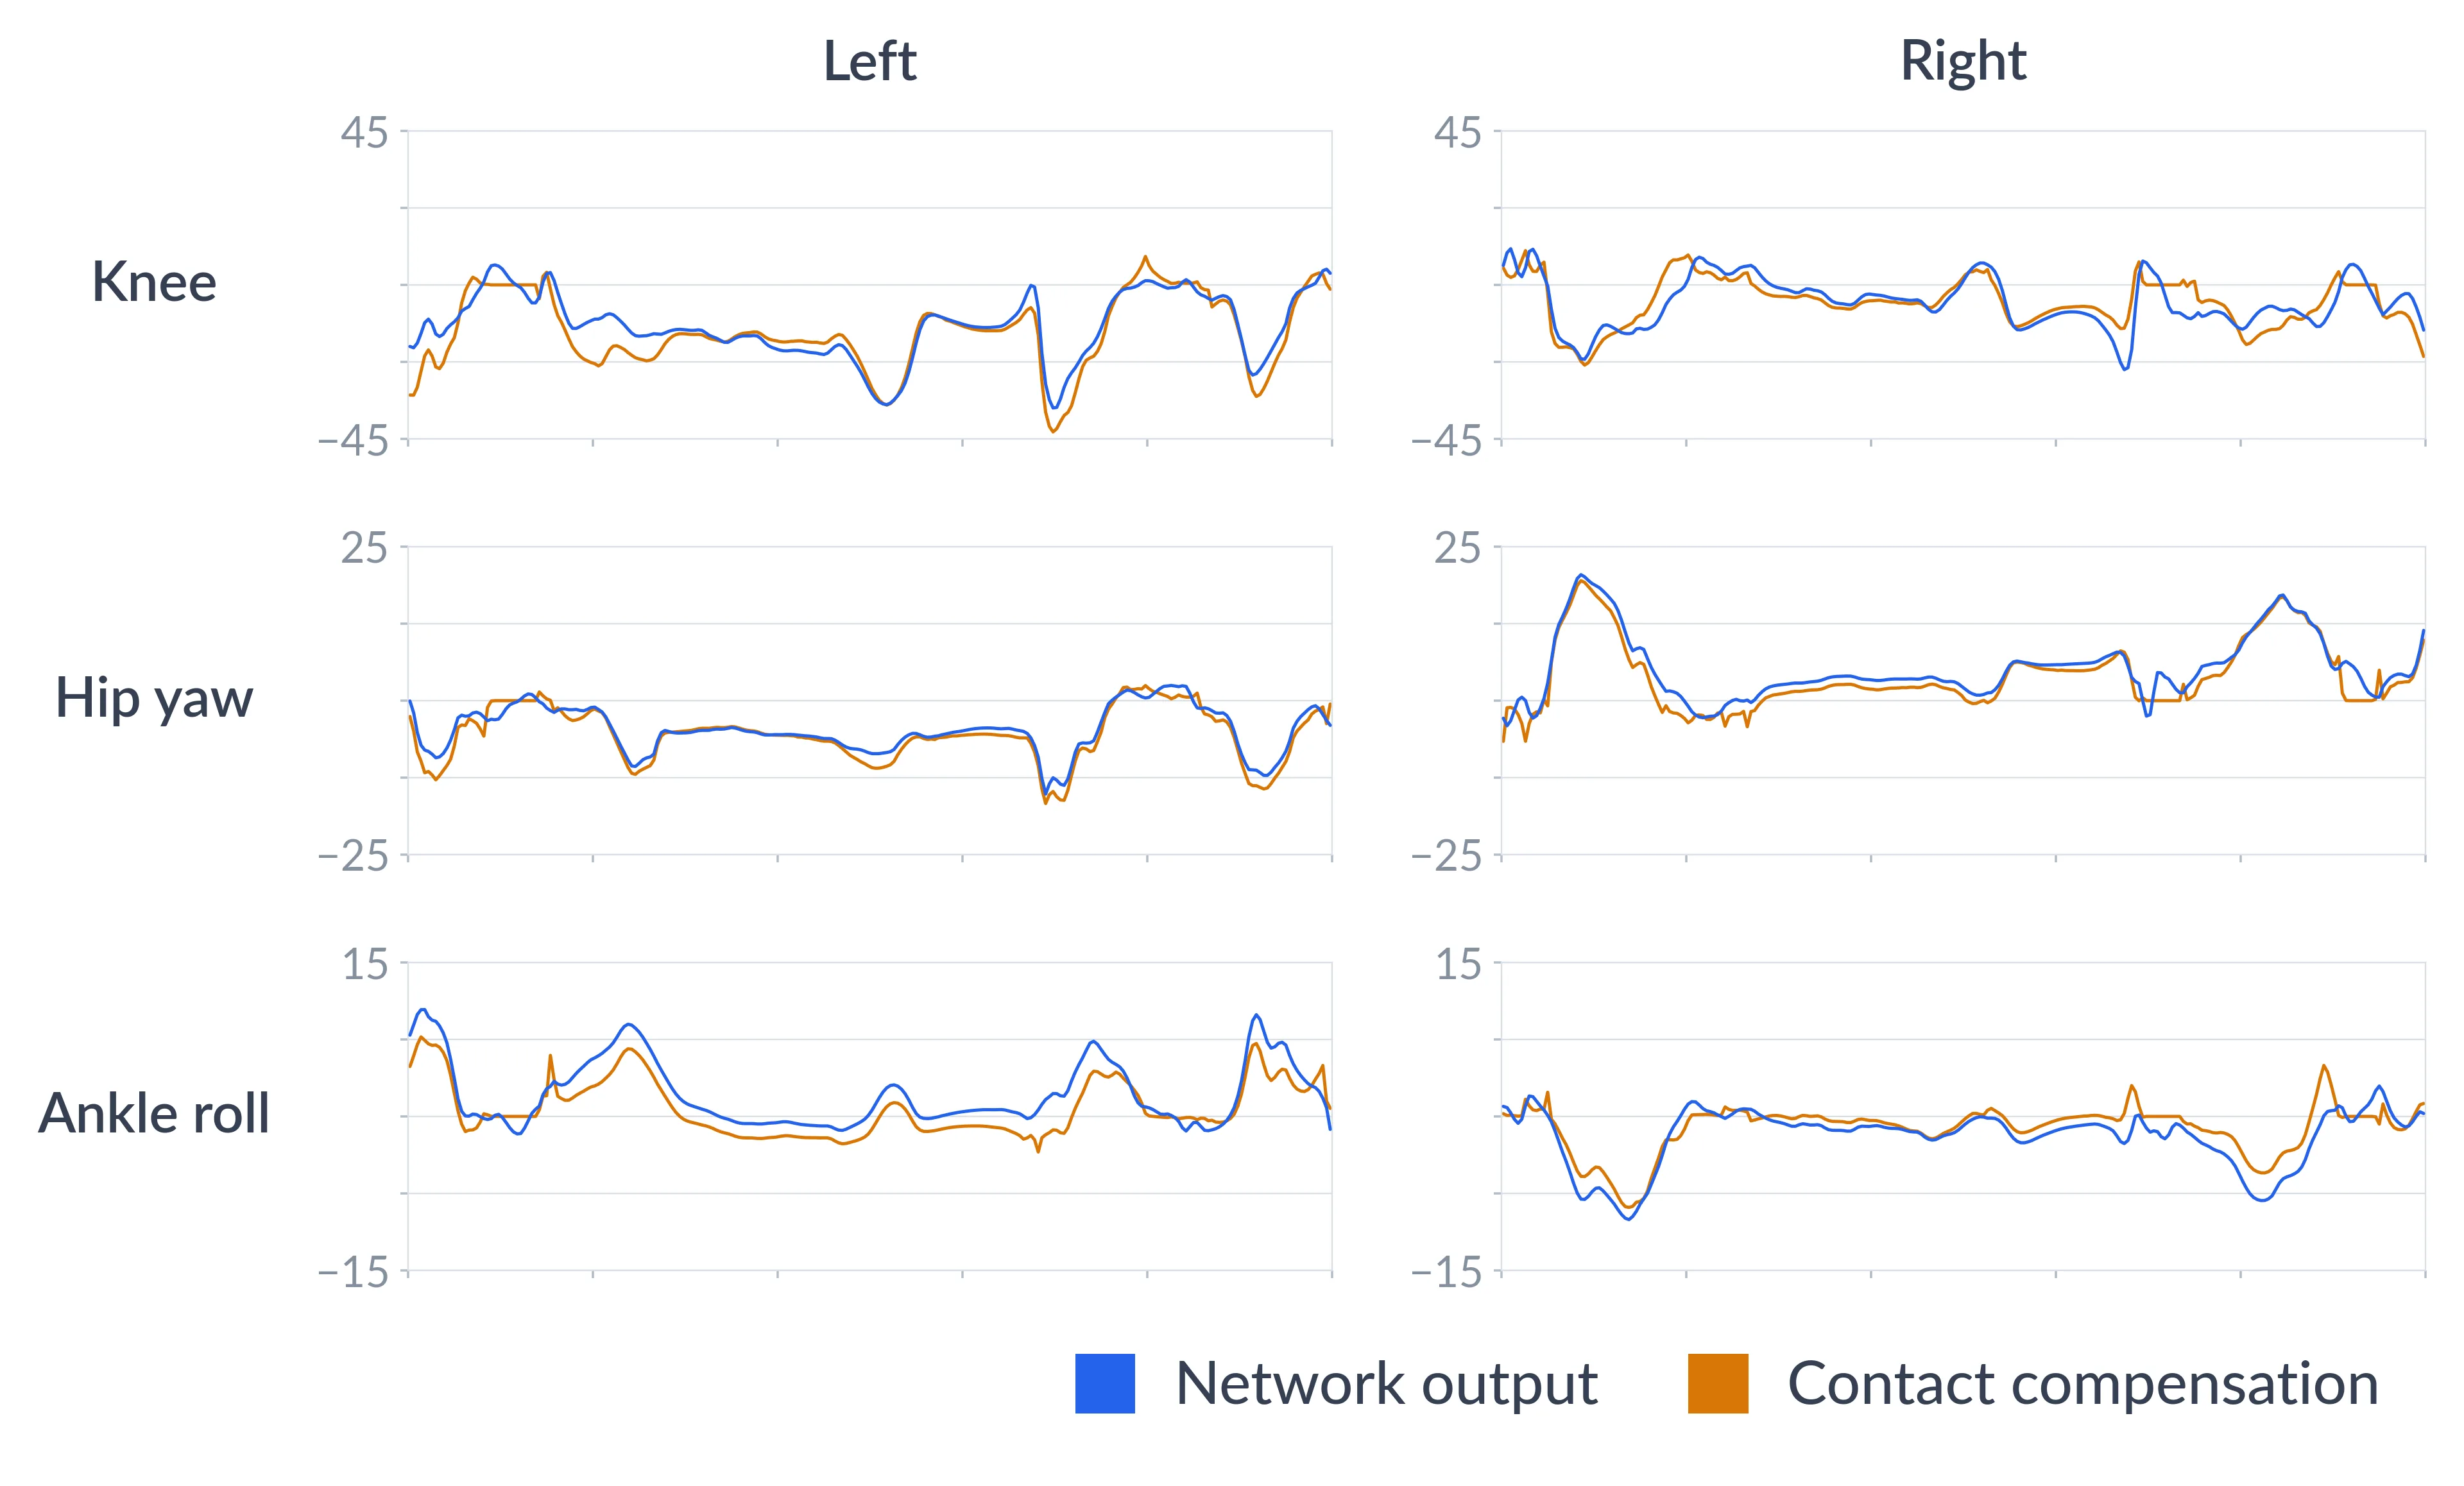 Left Right
Knee
45
−45
45
−45
Hip yaw
25
−25
25
−25
Ankle roll
15
−15
15
−15
Network output Contact compensation